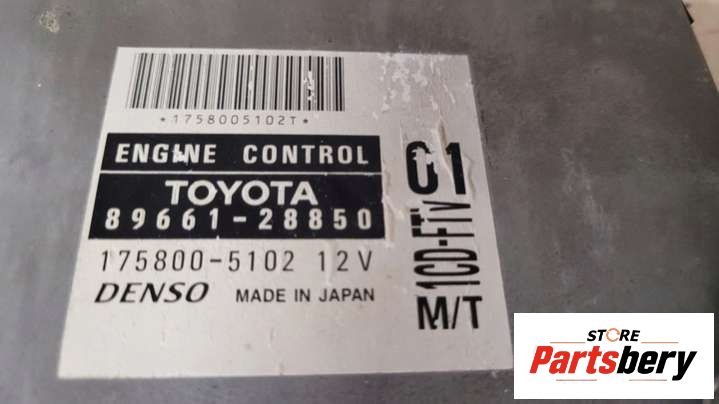 *1758005102T*
ENGINE CONTROL
TOYOTA
89661-28850
175800-5102 12V
DENSO MADE IN JAPAN
01
1CD-FTV
M/T
STORE
Partsbery